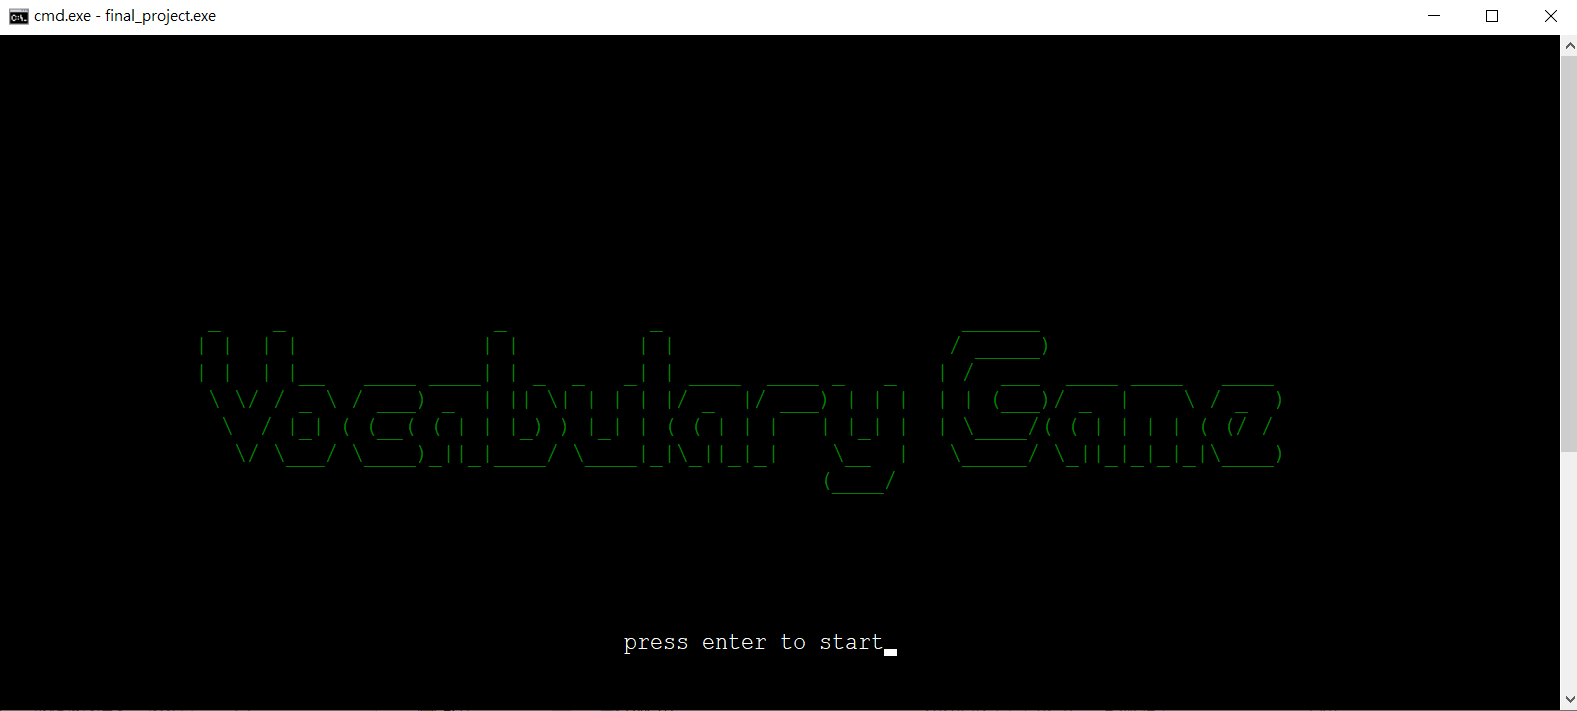 cmd.exe - final_project.exe
Vocabulary Game
press enter to start